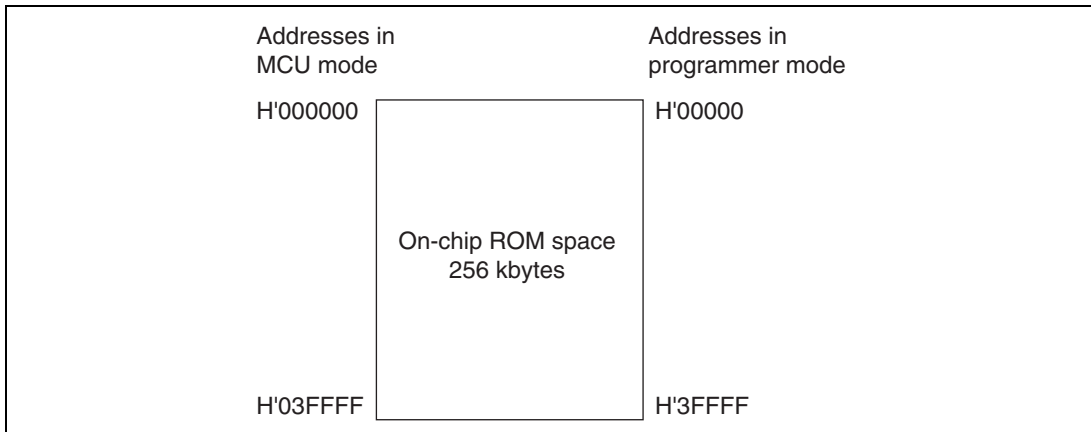 Addresses in
MCU mode
Addresses in
programmer mode
H'000000
H'00000
On-chip ROM space
256 kbytes
H'03FFFF
H'3FFFF